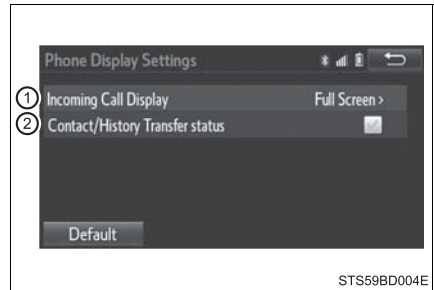 Phone Display Settings
1 Incoming Call Display Full Screen >
2 Contact/History Transfer status
Default
STS59BD004E